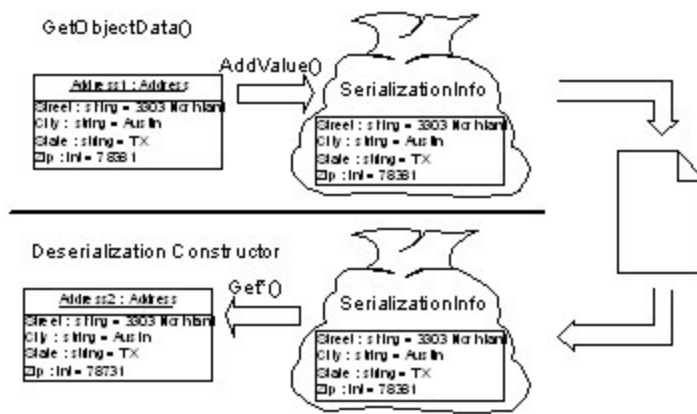 GetObjectData()
AddValue()
Address1 : Address
Street : string = 3303 Northland
City : string = Austin
State : string = TX
Zip : int = 78381
SerializationInfo
Street : string = 3303 Northland
City : string = Austin
State : string = TX
Zip : int = 78381
Deserialization Constructor
Get*()
Address2 : Address
Street : string = 3303 Northland
City : string = Austin
State : string = TX
Zip : int = 78731
SerializationInfo
Street : string = 3303 Northland
City : string = Austin
State : string = TX
Zip : int = 78381